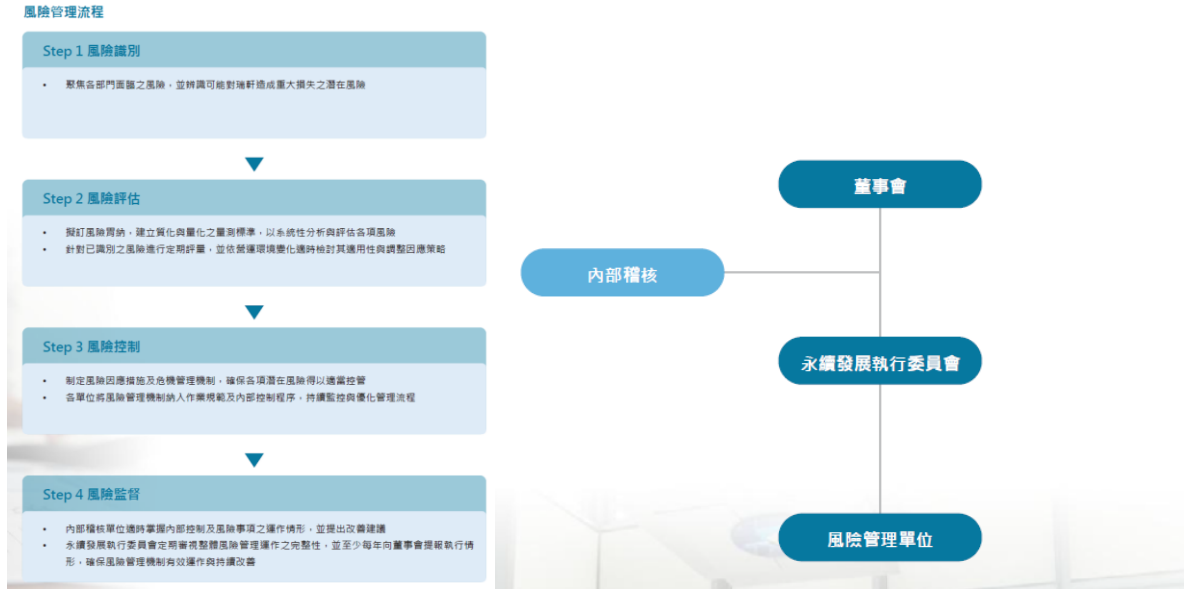 風險管理流程
Step 1 風險識別
• 聚焦各部門面臨之風險，並辨識可能對瑞軒造成重大損失之潛在風險
Step 2 風險評估
• 擬訂風險胃納，建立質化與量化之量測標準，以系統性分析與評估各項風險
• 針對已識別之風險進行定期評量，並依營運環境變化適時檢討其適用性與調整因應策略
Step 3 風險控制
• 制定風險因應措施及危機管理機制，確保各項潛在風險得以適當控管
• 各單位將風險管理機制納入作業規範及內部控制程序，持續監控與優化管理流程
Step 4 風險監督
• 內部稽核單位適時掌握內部控制及風險事項之運作情形，並提出改善建議
• 永續發展執行委員會定期審視整體風險管理運作之完整性，並至少每年向董事會提報執行情
形，確保風險管理機制有效運作與持續改善
董事會
內部稽核
永續發展執行委員會
風險管理單位